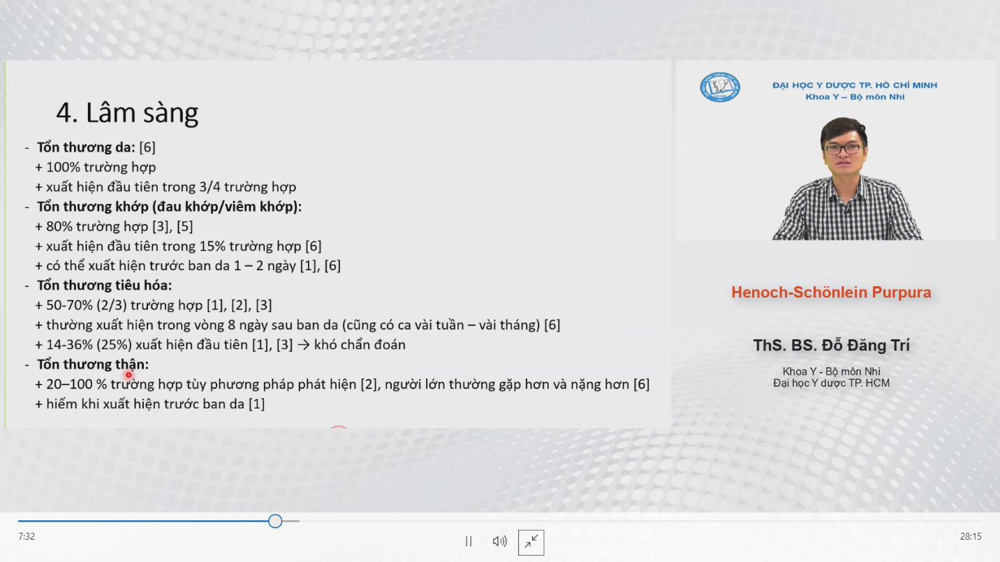 4. Lâm sàng
- Tổn thương da: [6]
+ 100% trường hợp
+ xuất hiện đầu tiên trong 3/4 trường hợp
- Tổn thương khớp (đau khớp/viêm khớp):
+ 80% trường hợp [3], [5]
+ xuất hiện đầu tiên trong 15% trường hợp [6]
+ có thể xuất hiện trước ban da 1 – 2 ngày [1], [6]
- Tổn thương tiêu hóa:
+ 50-70% (2/3) trường hợp [1], [2], [3]
+ thường xuất hiện trong vòng 8 ngày sau ban da (cũng có ca vài tuần – vài tháng) [6]
+ 14-36% (25%) xuất hiện đầu tiên [1], [3] → khó chẩn đoán
- Tổn thương thận:
+ 20–100 % trường hợp tùy phương pháp phát hiện [2], người lớn thường gặp hơn và nặng hơn [6]
+ hiếm khi xuất hiện trước ban da [1]
ĐẠI HỌC Y DƯỢC TP. HỒ CHÍ MINH
Khoa Y – Bộ môn Nhi
Henoch-Schönlein Purpura
ThS. BS. Đỗ Đăng Trí
Khoa Y - Bộ môn Nhi
Đại học Y dược TP. HCM
7:32
28:15